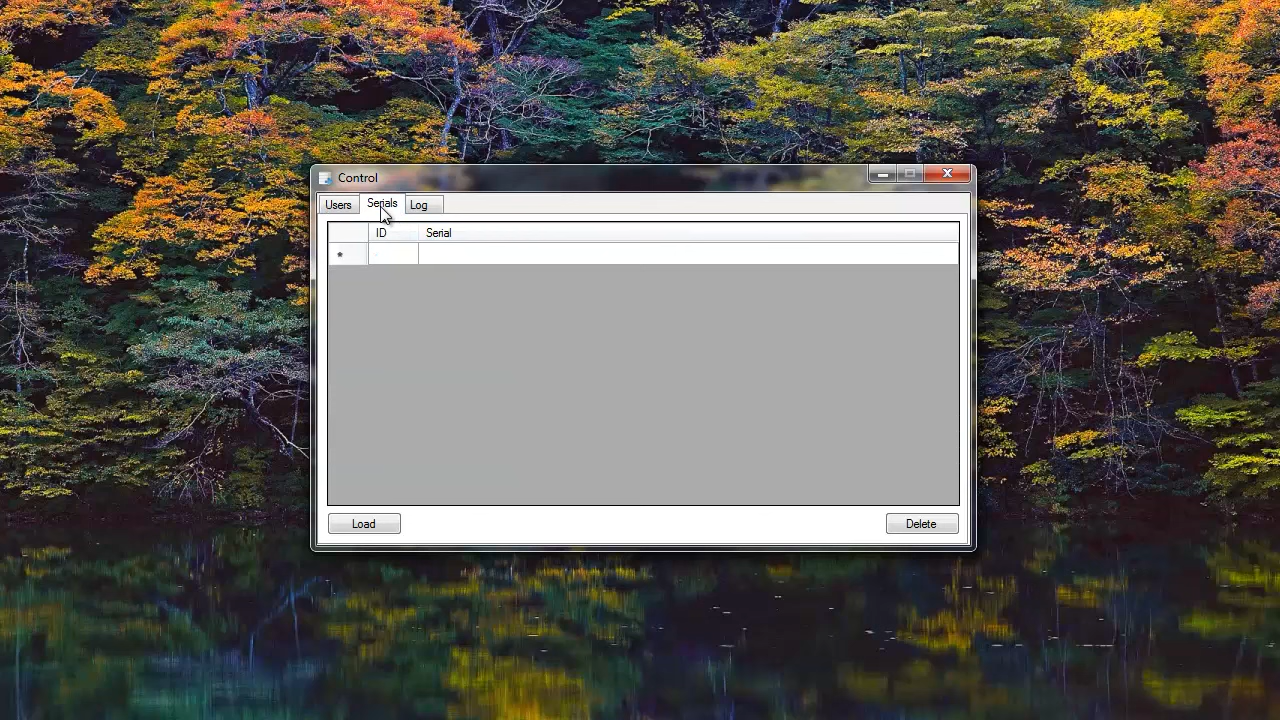 Control
Users Serials Log
ID Serial
*
Load Delete